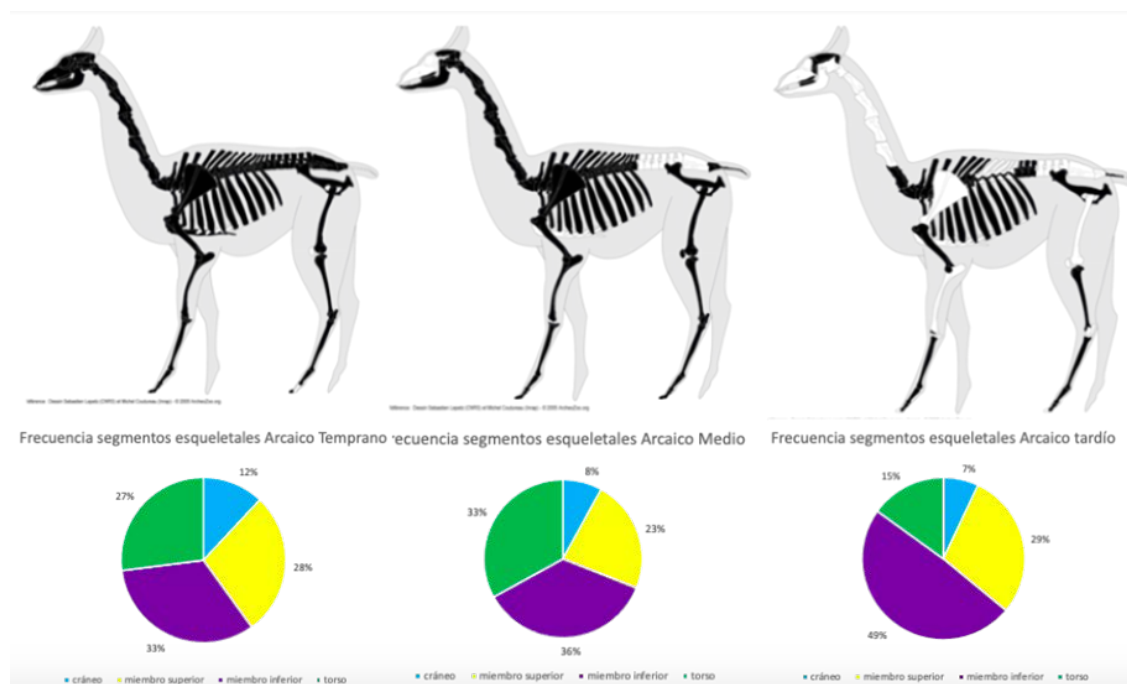 Frecuencia segmentos esqueletales Arcaico Temprano
recuencia segmentos esqueletales Arcaico Medio
Frecuencia segmentos esqueletales Arcaico tardío
12%
28%
33%
27%
8%
23%
36%
33%
7%
29%
49%
15%
cráneo miembro superior miembro inferior torso
cráneo miembro superior miembro inferior torso
cráneo miembro superior miembro inferior torso